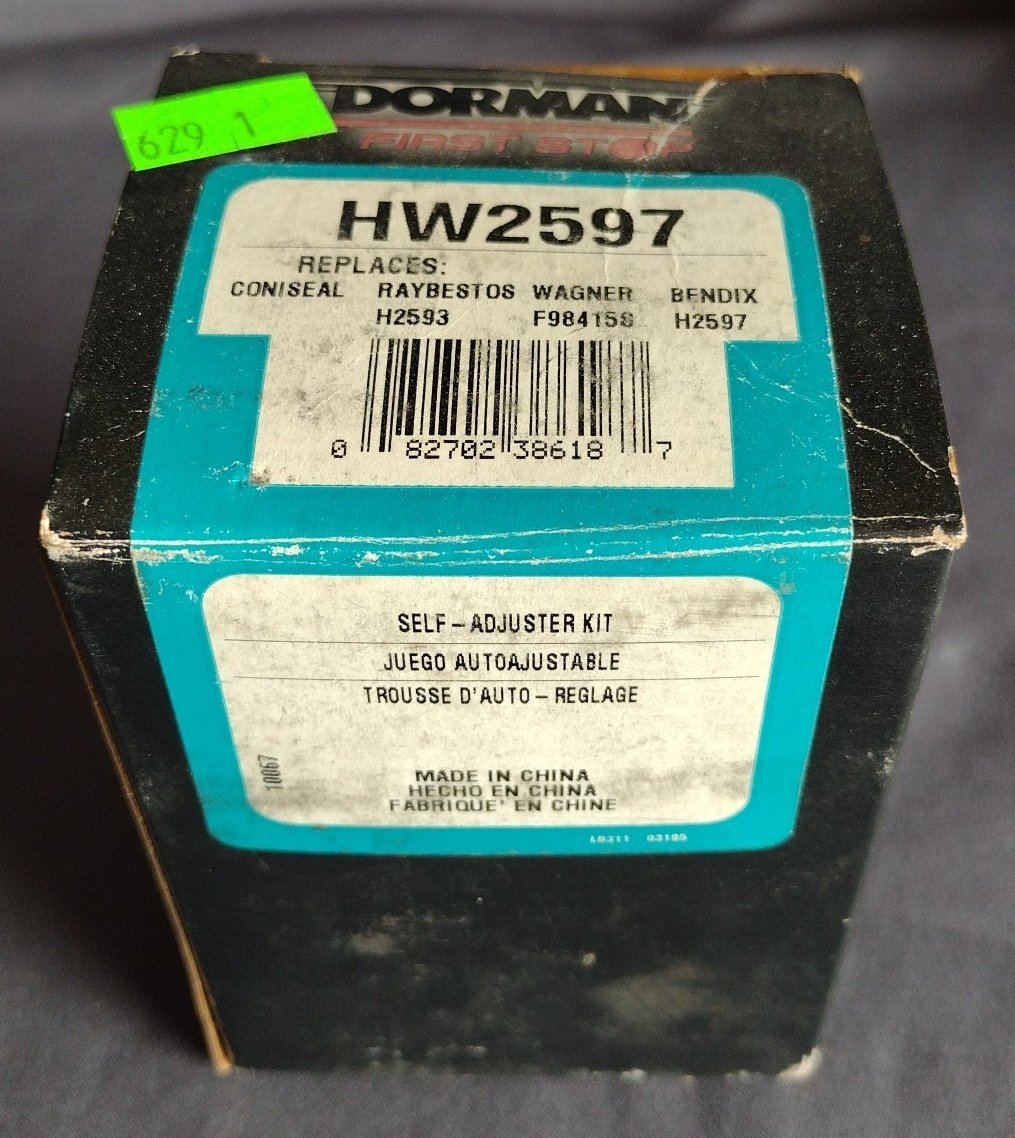 629 1
DORMAN
FIRST STOP
HW2597
REPLACES:
CONISEAL RAYBESTOS WAGNER BENDIX
H2593 F98415S H2597
0 82702 38618 7
SELF-ADJUSTER KIT
JUEGO AUTOAJUSTABLE
TROUSSE D'AUTO-REGLAGE
10067
MADE IN CHINA
HECHO EN CHINA
FABRIQUE' EN CHINE